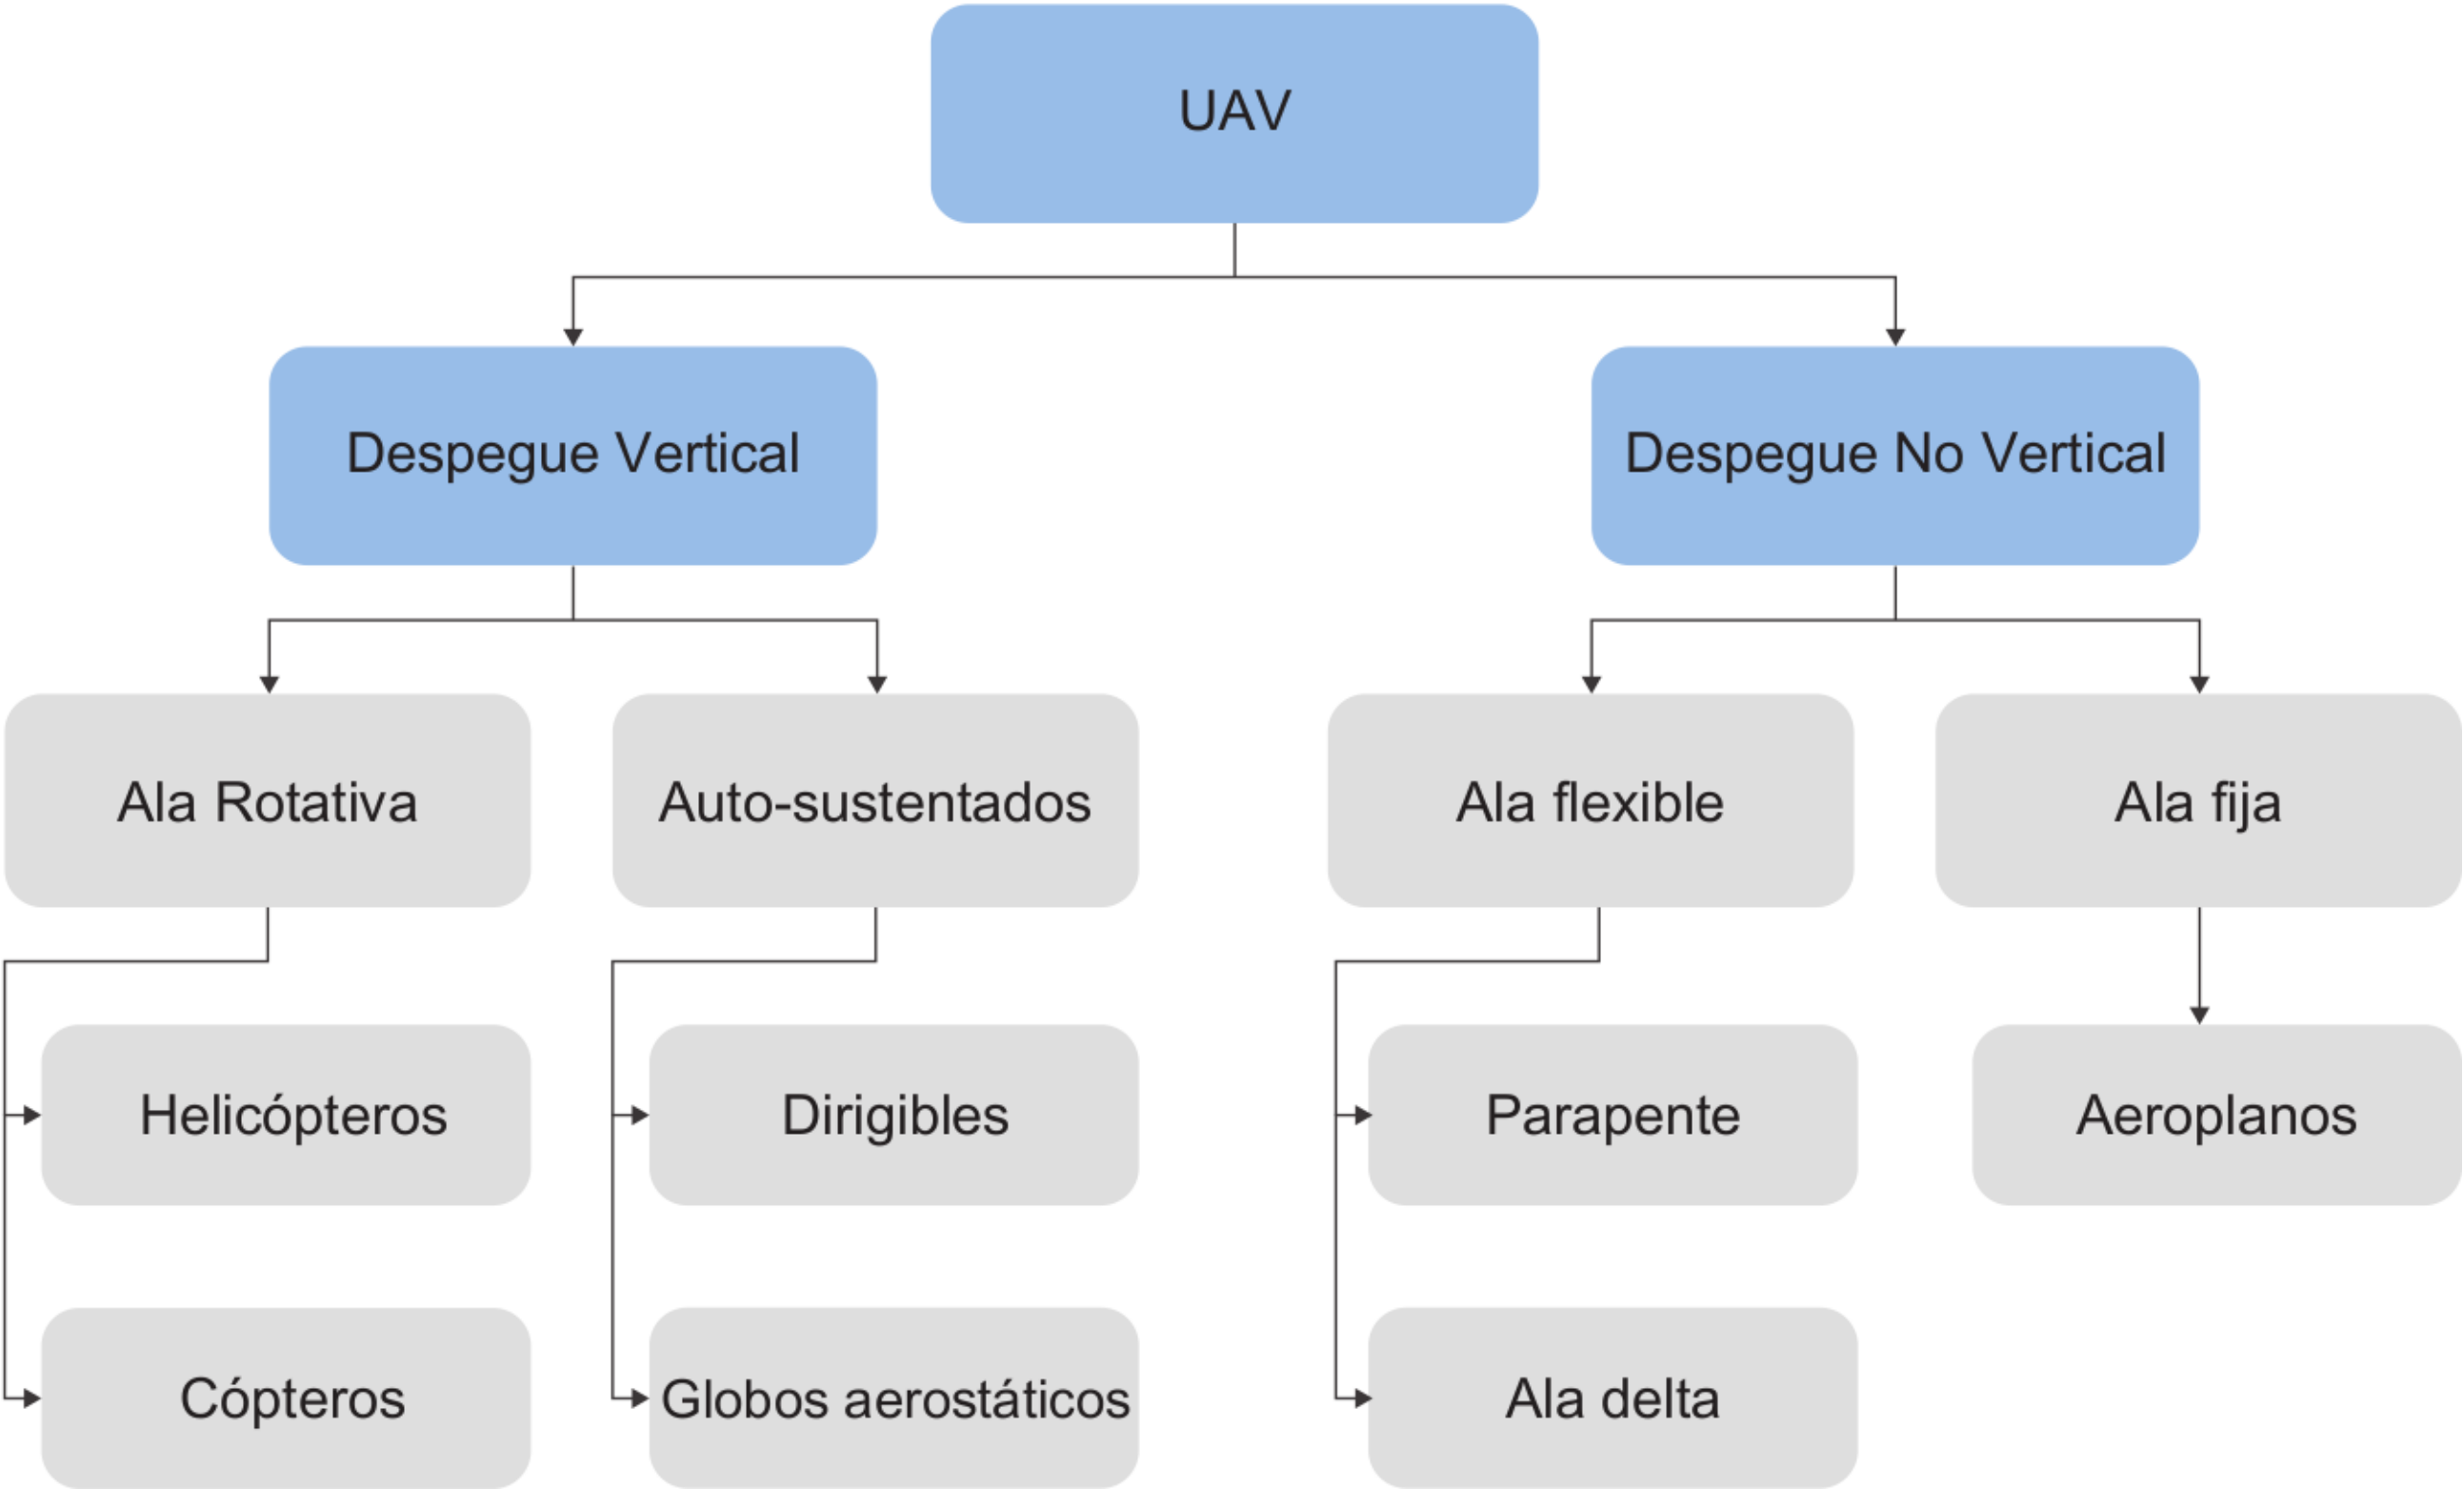 UAV
Despegue Vertical
Despegue No Vertical
Ala Rotativa
Auto-sustentados
Ala flexible
Ala fija
Helicópteros
Dirigibles
Parapente
Aeroplanos
Cópteros
Globos aerostáticos
Ala delta